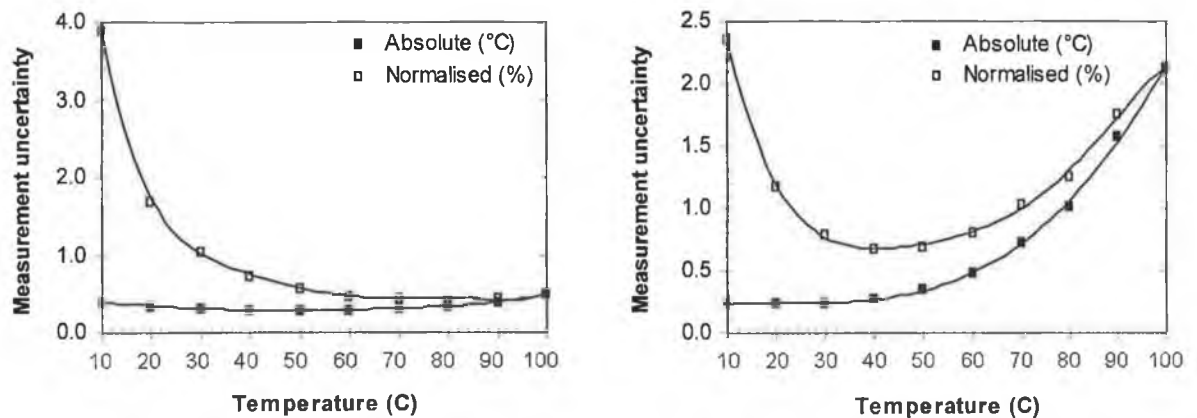 Measurement uncertainty
4.0
3.0
2.0
1.0
0.0
Absolute (°C)
Normalised (%)
10 20 30 40 50 60 70 80 90 100
Temperature (C)
Measurement uncertainty
2.5
2.0
1.5
1.0
0.5
0.0
Absolute (°C)
Normalised (%)
10 20 30 40 50 60 70 80 90 100
Temperature (C)